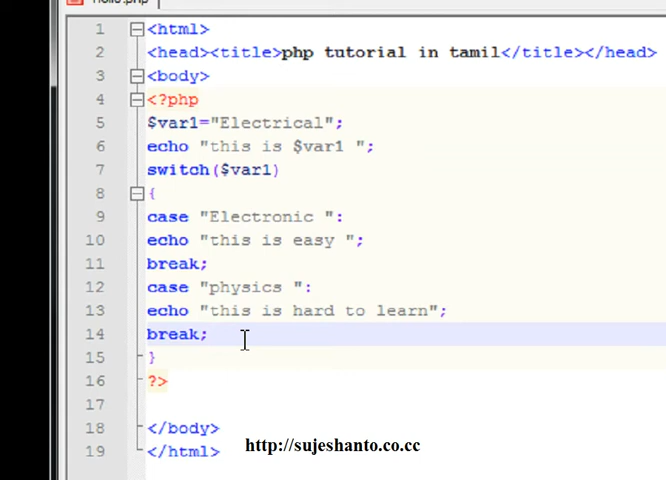 hello.php
1 <html>
2 <head><title>php tutorial in tamil</title></head>
3 <body>
4 <?php
5 $var1="Electrical";
6 echo "this is $var1 ";
7 switch($var1)
8 {
9 case "Electronic ":
10 echo "this is easy ";
11 break;
12 case "physics ":
13 echo "this is hard to learn";
14 break;
15 }
16 ?>
17
18 </body>
19 </html>
http://sujeshanto.co.cc